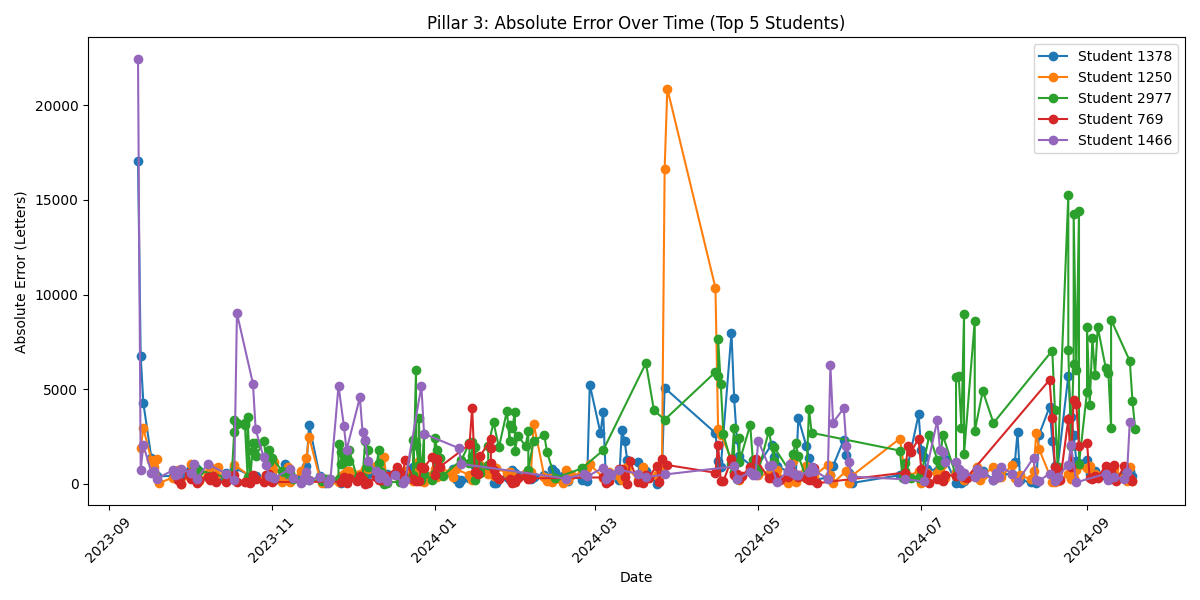 Pillar 3: Absolute Error Over Time (Top 5 Students)
Student 1378
Student 1250
Student 2977
Student 769
Student 1466
Absolute Error (Letters)
20000
15000
10000
5000
0
2023-09
2023-11
2024-01
2024-03
2024-05
2024-07
2024-09
Date